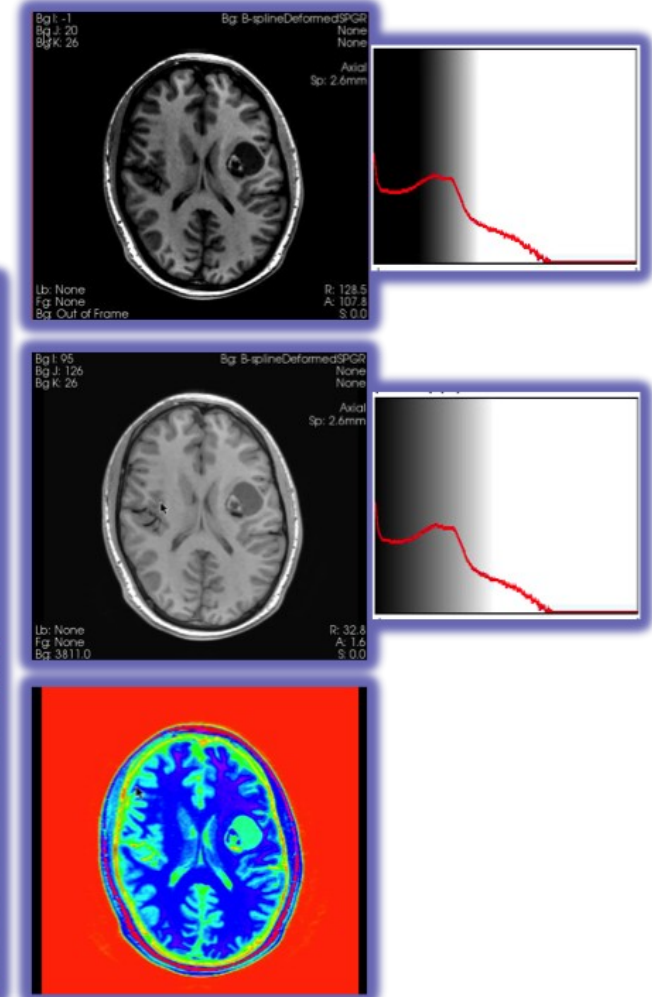 Bg I: -1
Bg J: 20
Bg K: 26
Bg: B-splineDeformedSPGR
None
None
Axial
Sp: 2.6mm
Lb: None
Fg: None
Bg: Out of Frame
R: 128.5
A: 107.8
S: 0.0
Bg I: 95
Bg J: 126
Bg K: 26
Bg: B-splineDeformedSPGR
None
None
Axial
Sp: 2.6mm
Lb: None
Fg: None
Bg: 3811.0
R: 32.8
A: 1.6
S: 0.0